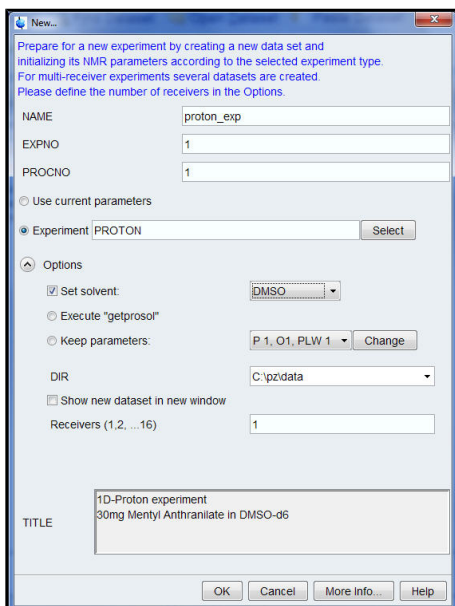 New...
Prepare for a new experiment by creating a new data set and
initializing its NMR parameters according to the selected experiment type.
For multi-receiver experiments several datasets are created.
Please define the number of receivers in the Options.
NAME proton_exp
EXPNO 1
PROCNO 1
Use current parameters
Experiment PROTON Select
Options
Set solvent: DMSO
Execute "getprosol"
Keep parameters: P 1, O1, PLW 1 Change
DIR C:\pz\data
Show new dataset in new window
Receivers (1,2, ...16) 1
1D-Proton experiment
30mg Mentyl Anthranilate in DMSO-d6
TITLE
OK Cancel More Info... Help